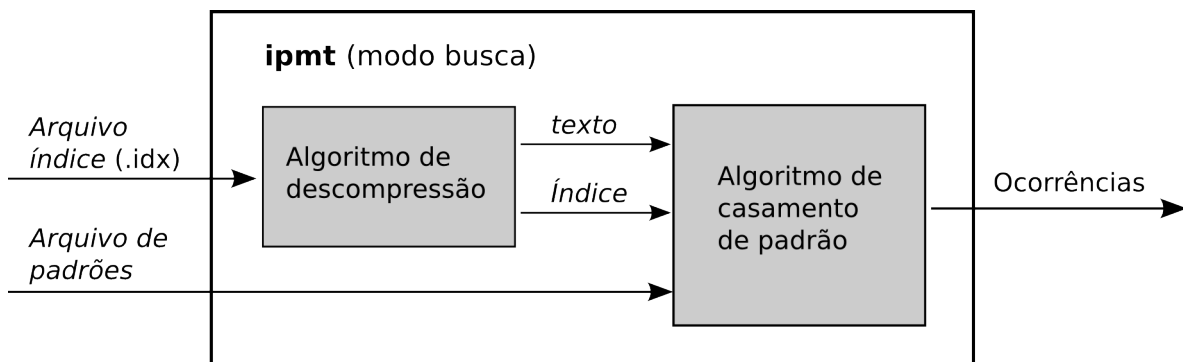 ipmt (modo busca)
Arquivo
índice (.idx)
Algoritmo de
descompressão
texto
Índice
Algoritmo de
casamento
de padrão
Ocorrências
Arquivo de
padrões